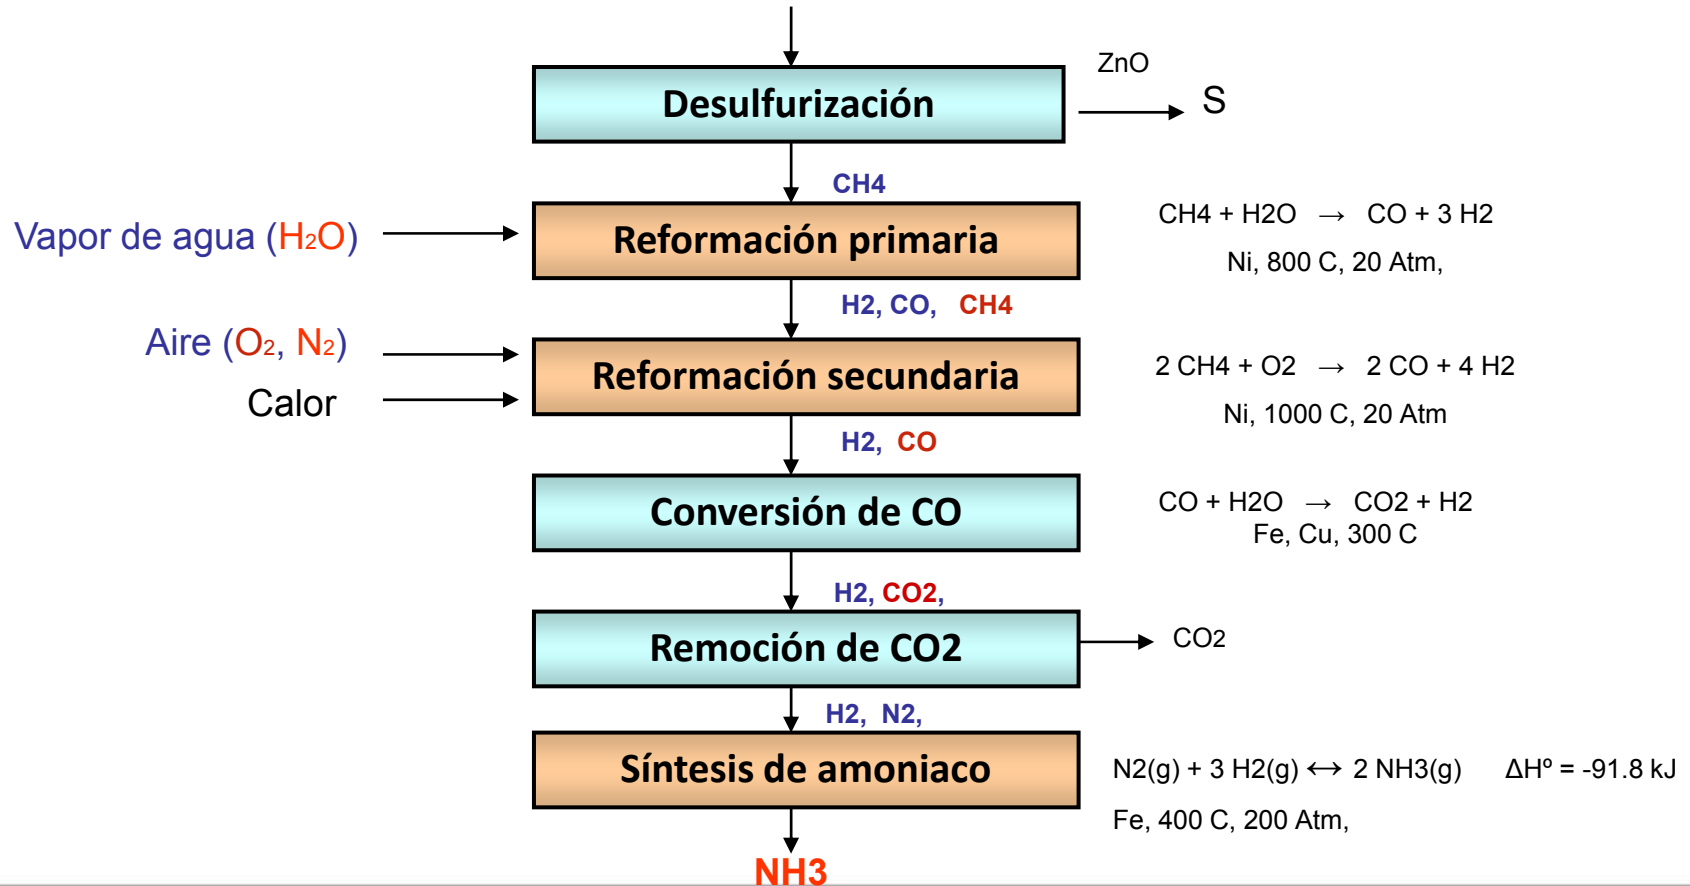 Desulfurización
ZnO
S
CH4
Vapor de agua (H₂O)
Reformación primaria
CH4 + H2O → CO + 3 H2
Ni, 800 C, 20 Atm,
H2, CO, CH4
Aire (O₂, N₂)
Calor
Reformación secundaria
2 CH4 + O2 → 2 CO + 4 H2
Ni, 1000 C, 20 Atm
H2, CO
Conversión de CO
CO + H2O → CO2 + H2
Fe, Cu, 300 C
H2, CO2,
Remoción de CO2
CO2
H2, N2,
Síntesis de amoniaco
N2(g) + 3 H2(g) ↔ 2 NH3(g) ΔHº = -91.8 kJ
Fe, 400 C, 200 Atm,
NH3